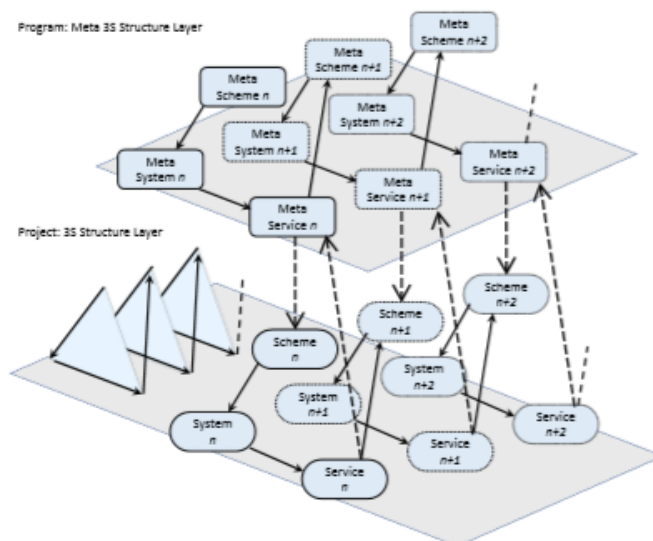 Program: Meta 3S Structure Layer
Meta
Scheme n+2
Meta
Scheme n+1
Meta
Scheme n
Meta
System n+2
Meta
System n+1
Meta
System n
Meta
Service n+2
Meta
Service n+1
Meta
Service n
Project: 3S Structure Layer
Scheme
n+2
Scheme
n+1
Scheme
n
System
n+2
System
n+1
System
n
Service
n+2
Service
n+1
Service
n